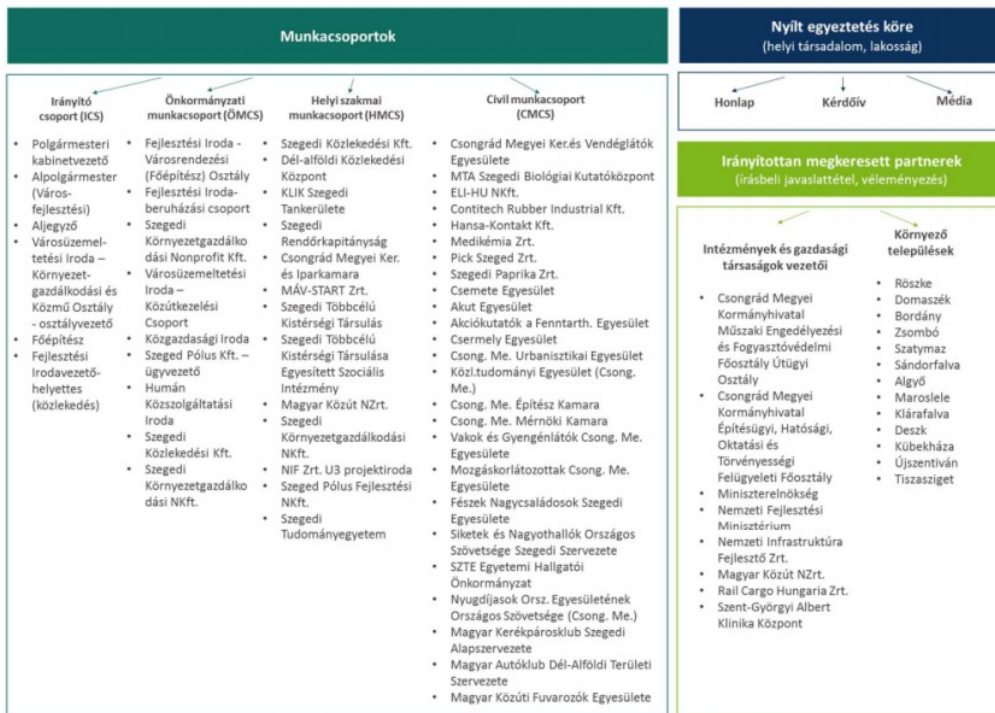 Munkacsoportok
Irányító
csoport (ICS)
• Polgármesteri
kabinetvezető
• Alpolgármester
(Város-
fejlesztési)
• Aljegyző
• Városüzemel-
tetési Iroda –
Környezet-
gazdálkodási és
Közmű Osztály
- osztályvezető
• Főépítész
• Fejlesztési
Irodavezető-
helyettes
(közlekedés)
Önkormányzati
munkacsoport (ÖMCS)
• Fejlesztési Iroda -
Városrendezési
(Főépítész) Osztály
• Fejlesztési Iroda-
beruházási csoport
• Szegedi
Környezetgazdálko
dási Nonprofit Kft.
• Városüzemeltetési
Iroda –
Közútkezelési
Csoport
• Közgazdasági Iroda
• Szeged Pólus Kft. –
ügyvezető
• Humán
Közszolgáltatási
Iroda
• Szegedi
Közlekedési Kft.
• Szegedi
Környezetgazdálko
dási NKft.
Helyi szakmai
munkacsoport (HMCS)
• Szegedi Közlekedési Kft.
• Dél-alföldi Közlekedési
Központ
• KLIK Szegedi
Tankerülete
• Szegedi
Rendőrkapitányság
• Csongrád Megyei Ker.
és Iparkamara
• MÁV-START Zrt.
• Szegedi Többcélú
Kistérségi Társulás
• Szegedi Többcélú
Kistérségi Társulása
Egyesített Szociális
Intézmény
• Magyar Közút NZrt.
• Szegedi
Környezetgazdálkodási
NKft.
• NIF Zrt. U3 projektiroda
• Szeged Pólus Fejlesztési
NKft.
• Szegedi
Tudományegyetem
Civil munkacsoport
(CMCS)
• Csongrád Megyei Ker.és Vendéglátók
Egyesülete
• MTA Szegedi Biológiai Kutatóközpont
• ELI-HU NKft.
• Contitech Rubber Industrial Kft.
• Hansa-Kontakt Kft.
• Medikémia Zrt.
• Pick Szeged Zrt.
• Szegedi Paprika Zrt.
• Csemete Egyesület
• Akut Egyesület
• Akciókutatók a Fenntarth. Egyesület
• Csermely Egyesület
• Csong. Me. Urbanisztikai Egyesület
• Közl.tudományi Egyesület (Csong.
Me.)
• Csong. Me. Építész Kamara
• Csong. Me. Mérnöki Kamara
• Vakok és Gyengénlátók Csong. Me.
Egyesülete
• Mozgáskorlátozottak Csong. Me.
Egyesülete
• Fészek Nagycsaládosok Szegedi
Egyesülete
• Siketek és Nagyothallók Országos
Szövetsége Szegedi Szervezete
• SZTE Egyetemi Hallgatói
Önkormányzat
• Nyugdíjasok Orsz. Egyesületének
Országos Szövetsége (Csong. Me.)
• Magyar Kerékpárosklub Szegedi
Alapszervezete
• Magyar Autóklub Dél-Alföldi Területi
Szervezete
• Magyar Közúti Fuvarozók Egyesülete
Nyílt egyeztetés köre
(helyi társadalom, lakosság)
Honlap Kérdőív Média
Irányítottan megkeresett partnerek
(írásbeli javaslattétel, véleményezés)
Intézmények és gazdasági
társaságok vezetői
• Csongrád Megyei
Kormányhivatal
Műszaki Engedélyezési
és Fogyasztóvédelmi
Főosztály Útügyi
Osztály
• Csongrád Megyei
Kormányhivatal
Építésügyi, Hatósági,
Oktatási és
Törvényességi
Felügyeleti Főosztály
• Miniszterelnökség
• Nemzeti Fejlesztési
Minisztérium
• Nemzeti Infrastruktúra
Fejlesztő Zrt.
• Magyar Közút NZrt.
• Rail Cargo Hungaria Zrt.
• Szent-Györgyi Albert
Klinika Központ
Környező
települések
• Röszke
• Domaszék
• Bordány
• Zsombó
• Szatymaz
• Sándorfalva
• Algyő
• Maroslele
• Klárafalva
• Deszk
• Kübekháza
• Újszentiván
• Tiszasziget